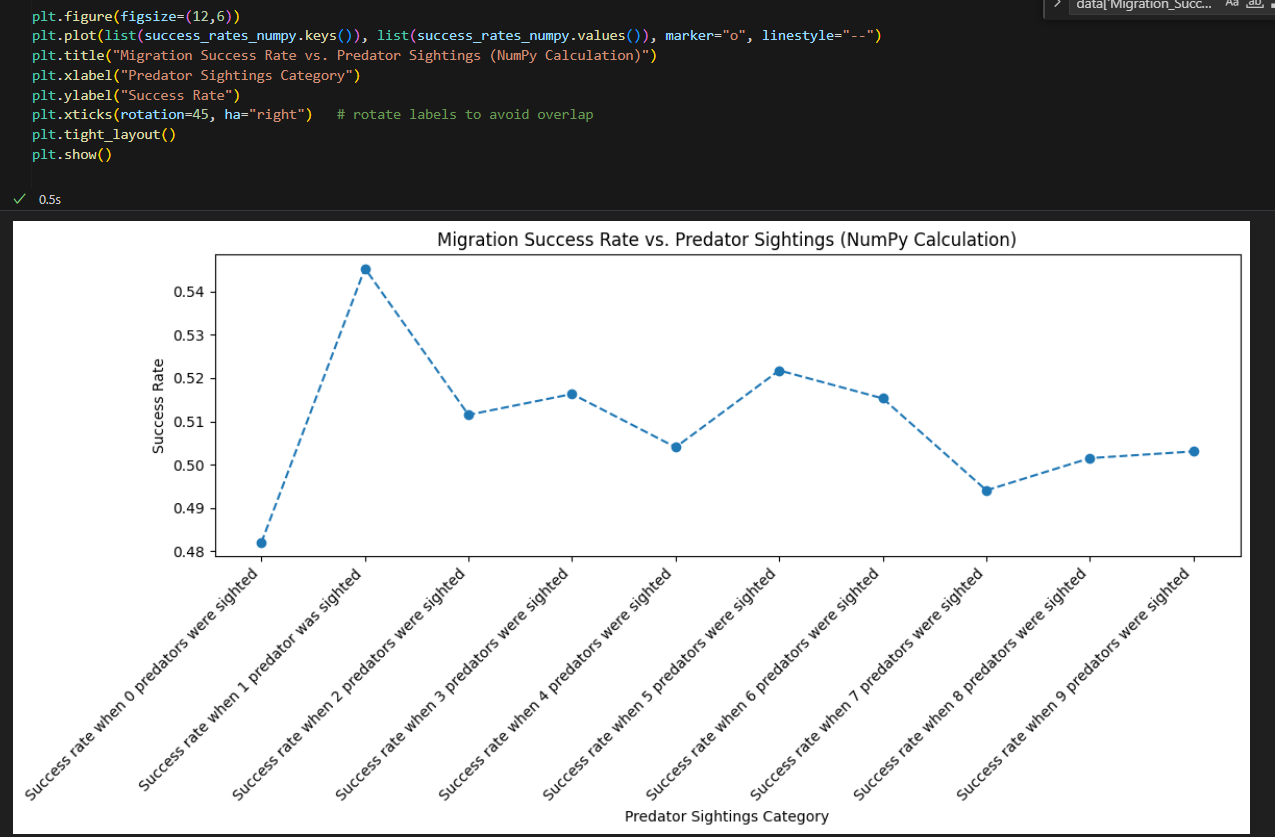 plt.figure(figsize=(12,6))
plt.plot(list(success_rates_numpy.keys()), list(success_rates_numpy.values()), marker="o", linestyle="--")
plt.title("Migration Success Rate vs. Predator Sightings (NumPy Calculation)")
plt.xlabel("Predator Sightings Category")
plt.ylabel("Success Rate")
plt.xticks(rotation=45, ha="right")   # rotate labels to avoid overlap
plt.tight_layout()
plt.show()
data['Migration_Succ...
Aa
ab
0.5s
Migration Success Rate vs. Predator Sightings (NumPy Calculation)
Success Rate
0.54
0.53
0.52
0.51
0.50
0.49
0.48
Success rate when 0 predators were sighted
Success rate when 1 predator was sighted
Success rate when 2 predators were sighted
Success rate when 3 predators were sighted
Success rate when 4 predators were sighted
Success rate when 5 predators were sighted
Success rate when 6 predators were sighted
Success rate when 7 predators were sighted
Success rate when 8 predators were sighted
Success rate when 9 predators were sighted
Predator Sightings Category